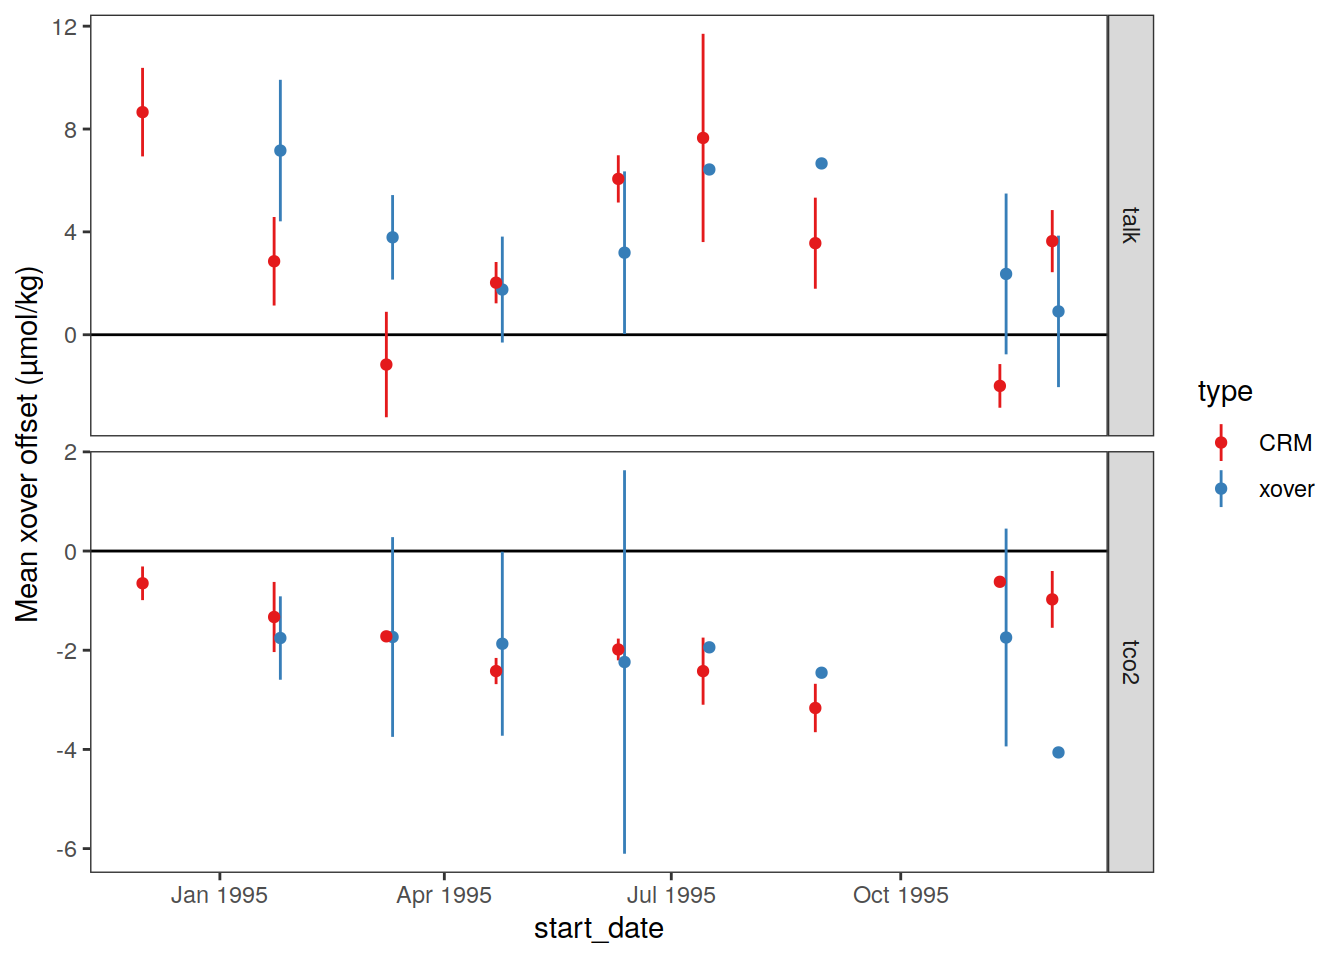 12
8
4
0
talk
2
0
-2
-4
-6
tco2
Mean xover offset (µmol/kg)
Jan 1995
Apr 1995
Jul 1995
Oct 1995
start_date
type
CRM
xover